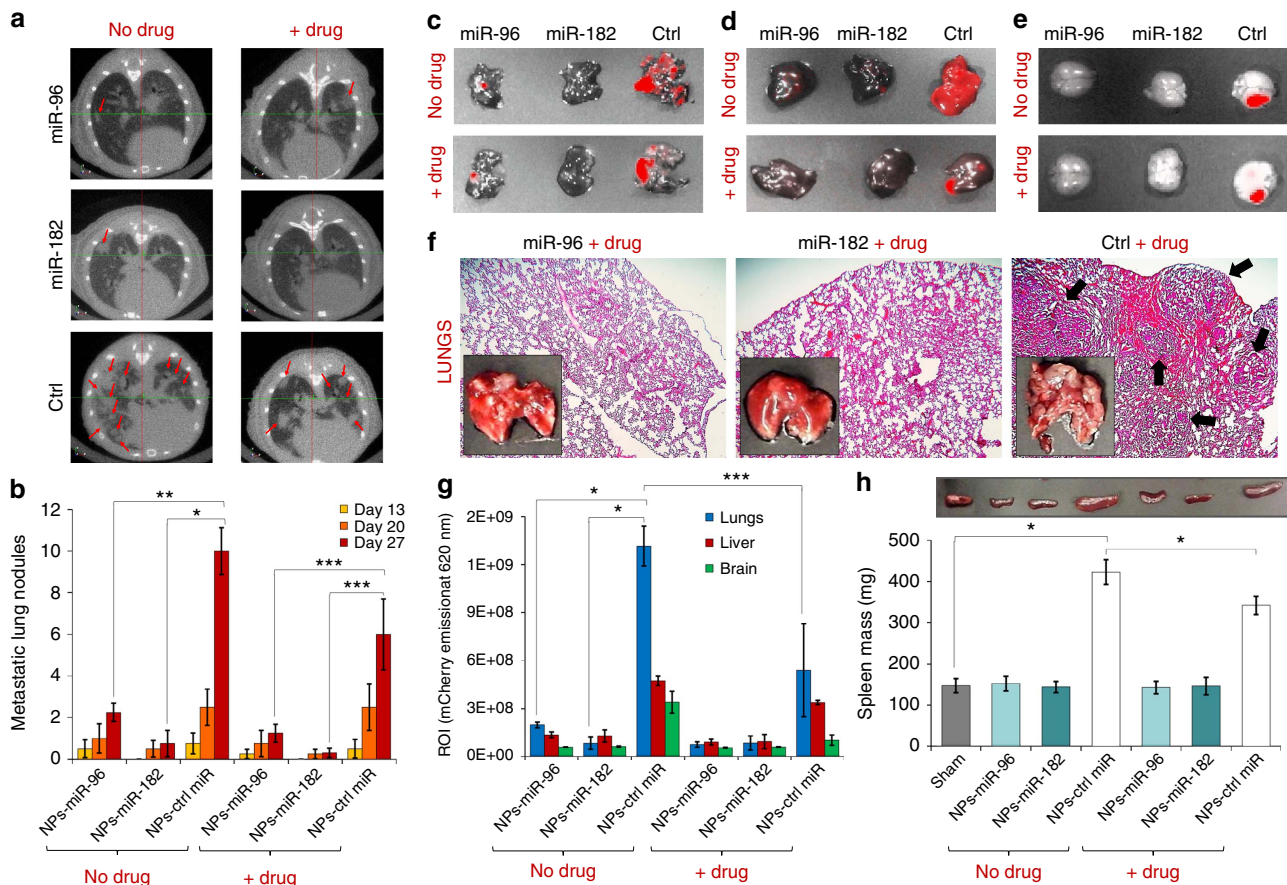 a
No drug
+ drug
miR-96
miR-182
Ctrl
b
Metastatic lung nodules
12
10
8
6
4
2
0
**
*
***
***
Day 13
Day 20
Day 27
NPs-miR-96
NPs-miR-182
NPs-ctrl miR
NPs-miR-96
NPs-miR-182
NPs-ctrl miR
No drug
+ drug
c
miR-96
miR-182
Ctrl
No drug
+ drug
d
miR-96
miR-182
Ctrl
No drug
+ drug
e
miR-96
miR-182
Ctrl
No drug
+ drug
f
miR-96 + drug
miR-182 + drug
Ctrl + drug
LUNGS
g
ROI (mCherry emissionat 620 nm)
2E+09
1E+09
9E+08
6E+08
3E+08
0E+00
*
*
***
Lungs
Liver
Brain
NPs-miR-96
NPs-miR-182
NPs-ctrl miR
NPs-miR-96
NPs-miR-182
NPs-ctrl miR
No drug
+ drug
h
Spleen mass (mg)
500
400
300
200
100
0
*
*
Sham
NPs-miR-96
NPs-miR-182
NPs-ctrl miR
NPs-miR-96
NPs-miR-182
NPs-ctrl miR
No drug
+ drug